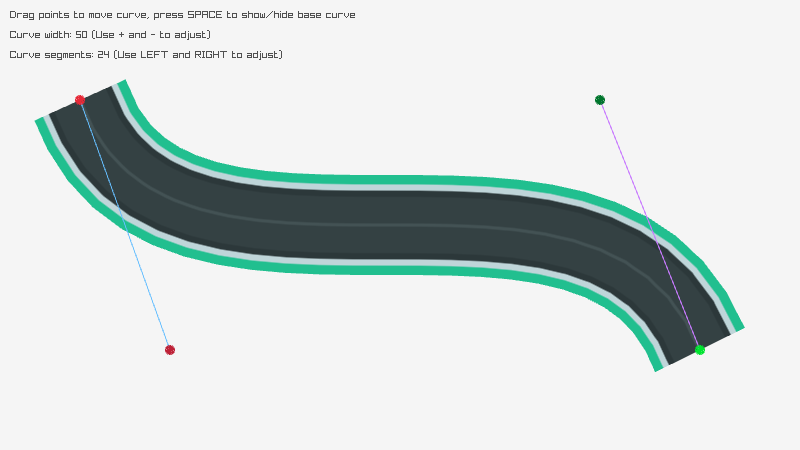 Drag points to move curve, press SPACE to show/hide base curve
Curve width: 50 (Use + and - to adjust)
Curve segments: 24 (Use LEFT and RIGHT to adjust)